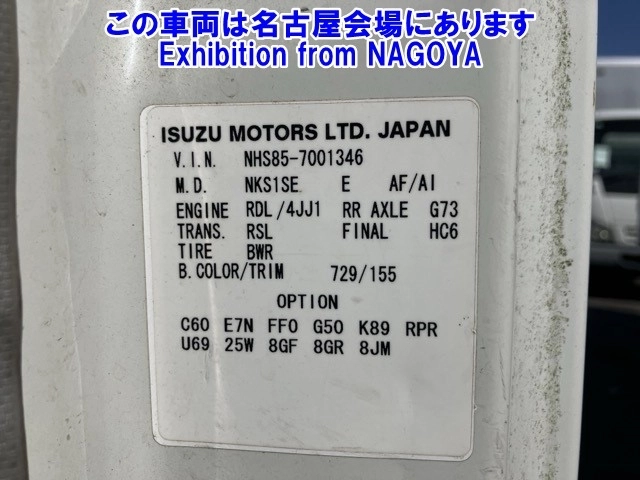 この車両は名古屋会場にあります
Exhibition from NAGOYA
ISUZU MOTORS LTD. JAPAN
V.I.N. NHS85-7001346
M.D. NKS1SE E AF/AI
ENGINE RDL/4JJ1 RR AXLE G73
TRANS. RSL FINAL HC6
TIRE BWR
B.COLOR/TRIM 729/155
OPTION
C60 E7N FF0 G50 K89 RPR
U69 25W 8GF 8GR 8JM